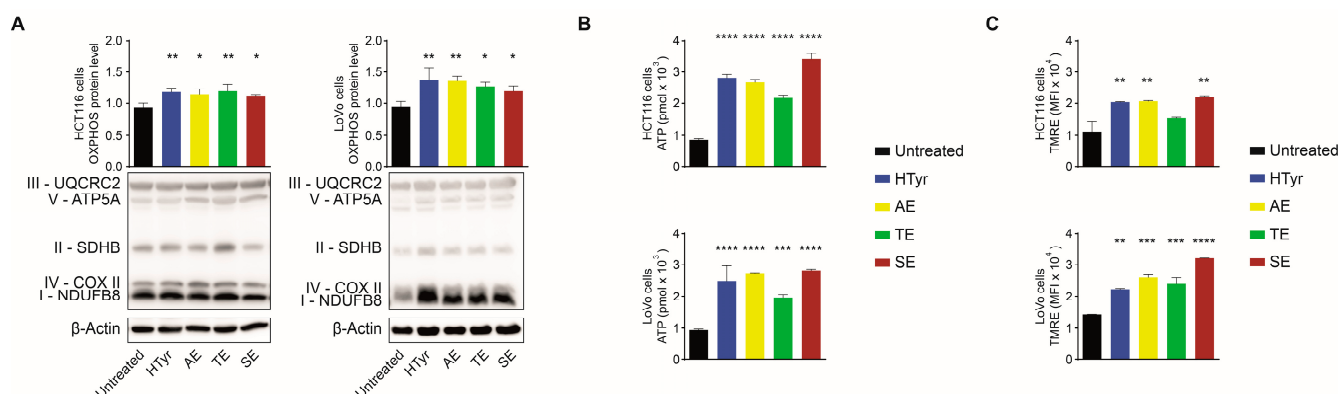 A
HCT116 cells
OXPHOS protein level
2.0
1.5
1.0
0.5
0.0
** * ** *
LoVo cells
OXPHOS protein level
2.0
1.5
1.0
0.5
0.0
** ** * *
III - UQCRC2
V - ATP5A
II - SDHB
IV - COX II
I - NDUFB8
β-Actin
Untreated
HTyr
AE
TE
SE
III - UQCRC2
V - ATP5A
II - SDHB
IV - COX II
I - NDUFB8
β-Actin
Untreated
HTyr
AE
TE
SE
B
HCT116 cells
ATP (pmol x 10³)
4
3
2
1
0
**** **** **** ****
LoVo cells
ATP (pmol x 10³)
4
3
2
1
0
**** **** *** ****
Untreated
HTyr
AE
TE
SE
C
HCT116 cells
TMRE (MFI x 10⁴)
4
3
2
1
0
** ** **
LoVo cells
TMRE (MFI x 10⁴)
4
3
2
1
0
** *** *** ****
Untreated
HTyr
AE
TE
SE